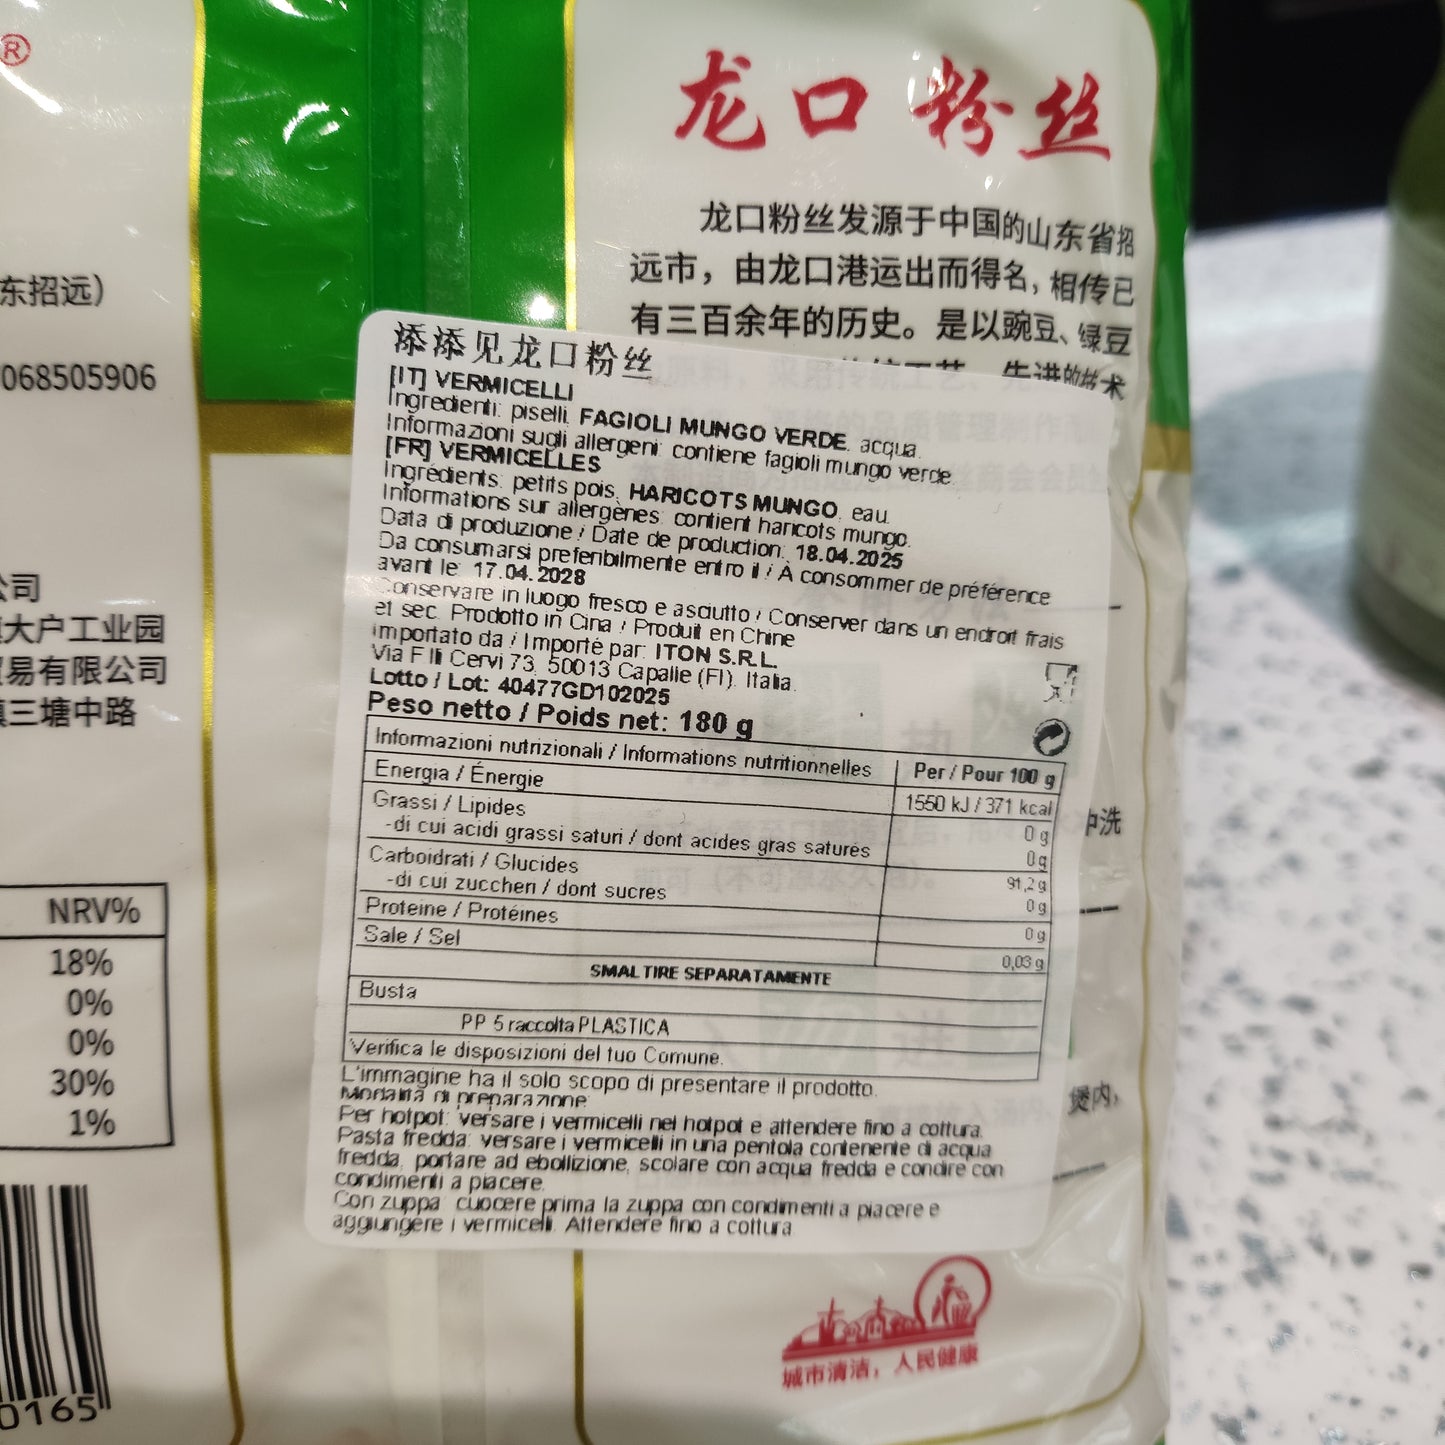 ®
东招远）
068505906
公司
大户工业园
易有限公司
三塘中路
NRV%
18%
0%
0%
30%
1%
0165
龙口粉丝
龙口粉丝发源于中国的山东省招
远市，由龙口港运出而得名，相传已
有三百余年的历史。是以豌豆、绿豆
先进的技术
添添见龙口粉丝
[IT] VERMICELLI
Ingredienti: piselli, FAGIOLI MUNGO VERDE, acqua.
Informazioni sugli allergeni: contiene fagioli mungo verde.
[FR] VERMICELLES
Ingrédients: petits pois, HARICOTS MUNGO, eau.
Informations sur allergènes: contient haricots mungo.
Data di produzione / Date de production: 18.04.2025
Da consumarsi preferibilmente entro il / À consommer de préférence
avant le: 17.04.2028
Conservare in luogo fresco e asciutto / Conserver dans un endroit frais
et sec. Prodotto in Cina / Produit en Chine
Importato da / Importé par: ITON S.R.L.
Via F.lli Cervi 73, 50013 Capalle (FI). Italia.
Lotto / Lot: 40477GD102025
Peso netto / Poids net: 180 g
Informazioni nutrizionali / Informations nutritionnelles Per / Pour 100 g
Energia / Énergie 1550 kJ / 371 kcal
Grassi / Lipides 0 g
-di cui acidi grassi saturi / dont acides gras saturés 0 g
Carboidrati / Glucides 91,2 g
-di cui zuccheri / dont sucres 0 g
Proteine / Protéines 0 g
Sale / Sel 0,03 g
SMALTIRE SEPARATAMENTE
Busta
PP 5 raccolta PLASTICA
Verifica le disposizioni del tuo Comune.
L'immagine ha il solo scopo di presentare il prodotto.
Modalità di preparazione:
Per hotpot: versare i vermicelli nel hotpot e attendere fino a cottura.
Pasta fredda: versare i vermicelli in una pentola contenente di acqua
fredda, portare ad ebollizione, scolare con acqua fredda e condire con
condimenti a piacere.
Con zuppa: cuocere prima la zuppa con condimenti a piacere e
aggiungere i vermicelli. Attendere fino a cottura
冲洗
煲内，
城市清洁，人民健康